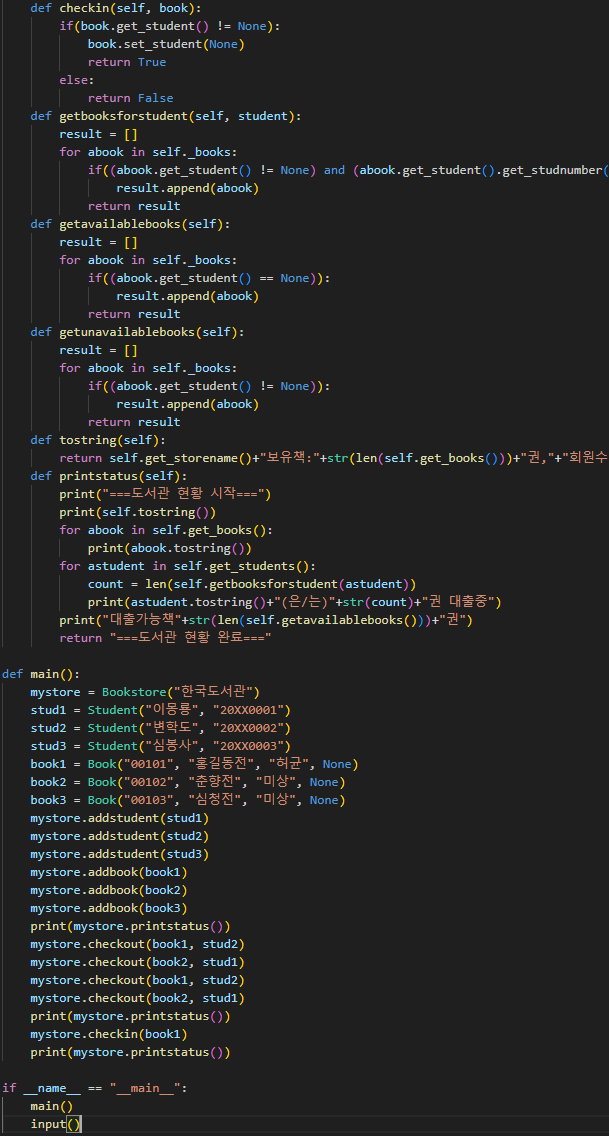 def checkin(self, book):
    if(book.get_student() != None):
        book.set_student(None)
        return True
    else:
        return False
def getbooksforstudent(self, student):
    result = []
    for abook in self._books:
        if((abook.get_student() != None) and (abook.get_student().get_studnumber(
            result.append(abook)
        return result
def getavailablebooks(self):
    result = []
    for abook in self._books:
        if((abook.get_student() == None)):
            result.append(abook)
        return result
def getunavailablebooks(self):
    result = []
    for abook in self._books:
        if((abook.get_student() != None)):
            result.append(abook)
        return result
def tostring(self):
    return self.get_storename()+"보유책:"+str(len(self.get_books()))+"권,"+"회원수
def printstatus(self):
    print("===도서관 현황 시작===")
    print(self.tostring())
    for abook in self.get_books():
        print(abook.tostring())
    for astudent in self.get_students():
        count = len(self.getbooksforstudent(astudent))
        print(astudent.tostring()+"(은/는)"+str(count)+"권 대출중")
    print("대출가능책"+str(len(self.getavailablebooks()))+"권")
    return "===도서관 현황 완료==="
def main():
    mystore = Bookstore("한국도서관")
    stud1 = Student("이몽룡", "20XX0001")
    stud2 = Student("변학도", "20XX0002")
    stud3 = Student("심봉사", "20XX0003")
    book1 = Book("00101", "홍길동전", "허균", None)
    book2 = Book("00102", "춘향전", "미상", None)
    book3 = Book("00103", "심청전", "미상", None)
    mystore.addstudent(stud1)
    mystore.addstudent(stud2)
    mystore.addstudent(stud3)
    mystore.addbook(book1)
    mystore.addbook(book2)
    mystore.addbook(book3)
    print(mystore.printstatus())
    mystore.checkout(book1, stud2)
    mystore.checkout(book2, stud1)
    mystore.checkout(book1, stud2)
    mystore.checkout(book2, stud1)
    print(mystore.printstatus())
    mystore.checkin(book1)
    print(mystore.printstatus())
if __name__ == "__main__":
    main()
    input()